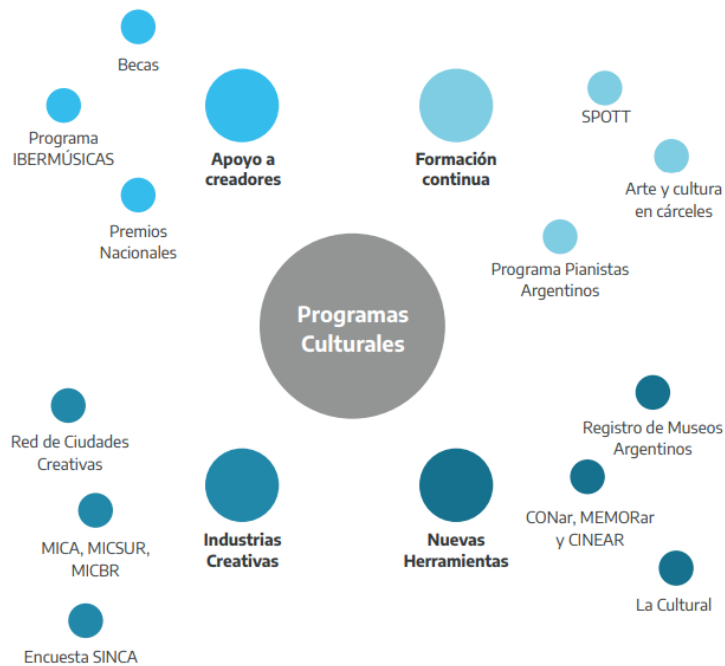 Becas
Programa
IBERMÚSICAS
Premios
Nacionales
Apoyo a
creadores
Formación
continua
SPOTT
Arte y cultura
en cárceles
Programa Pianistas
Argentinos
Programas
Culturales
Red de Ciudades
Creativas
MICA, MICSUR,
MICBR
Encuesta SINCA
Industrias
Creativas
Nuevas
Herramientas
Registro de Museos
Argentinos
CONar, MEMORar
y CINEAR
La Cultural